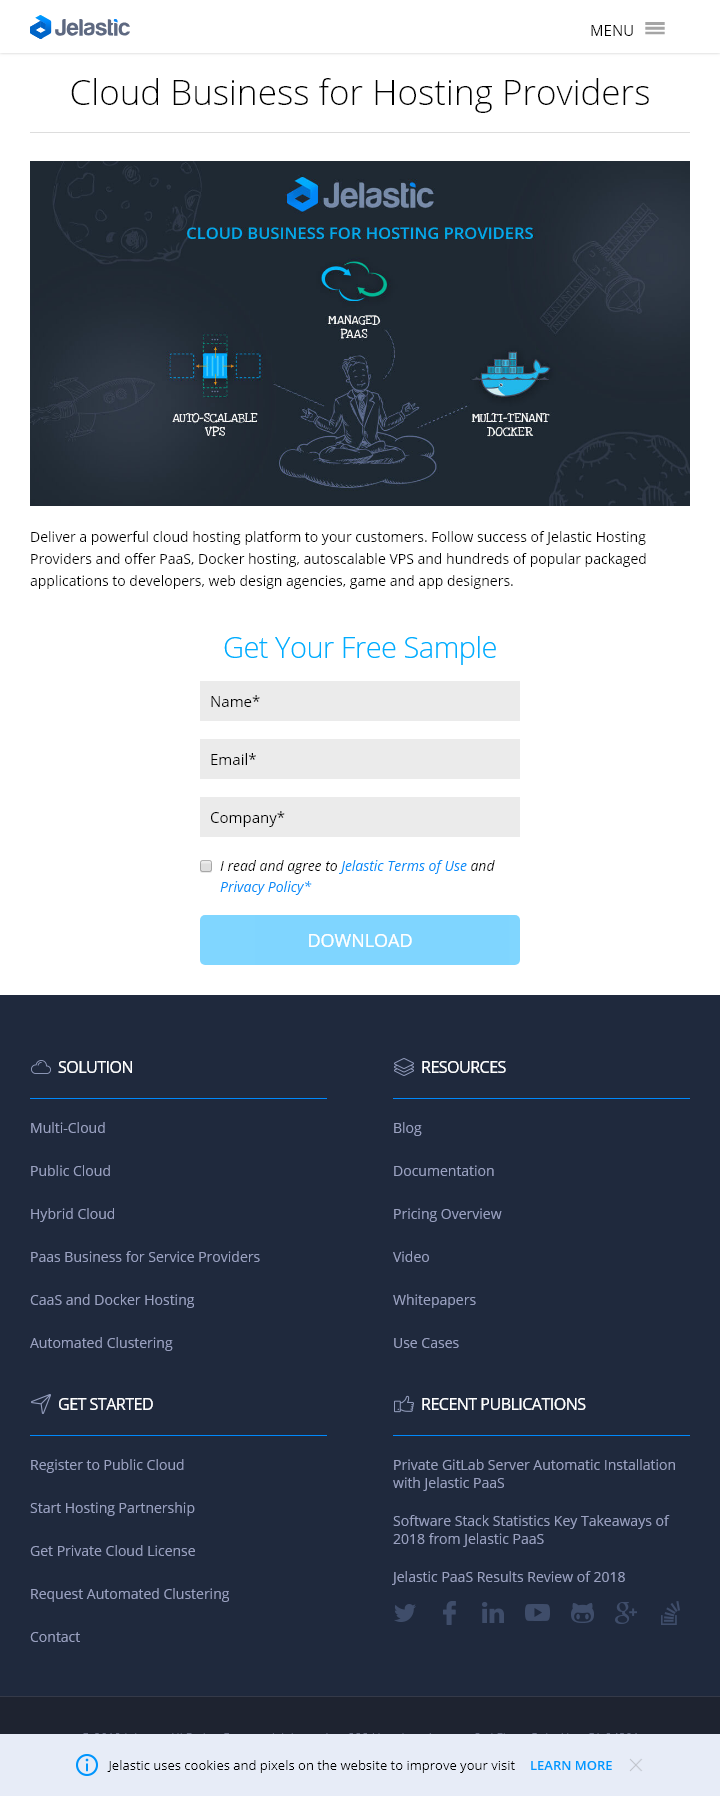 Jelastic
MENU
Cloud Business for Hosting Providers
Jelastic
CLOUD BUSINESS FOR HOSTING PROVIDERS
MANAGED
PAAS
AUTO-SCALABLE
VPS
MULTI-TENANT
DOCKER
Deliver a powerful cloud hosting platform to your customers. Follow success of Jelastic Hosting
Providers and offer PaaS, Docker hosting, autoscalable VPS and hundreds of popular packaged
applications to developers, web design agencies, game and app designers.
Get Your Free Sample
Name*
Email*
Company*
I read and agree to Jelastic Terms of Use and
Privacy Policy*
DOWNLOAD
SOLUTION
Multi-Cloud
Public Cloud
Hybrid Cloud
Paas Business for Service Providers
CaaS and Docker Hosting
Automated Clustering
RESOURCES
Blog
Documentation
Pricing Overview
Video
Whitepapers
Use Cases
GET STARTED
Register to Public Cloud
Start Hosting Partnership
Get Private Cloud License
Request Automated Clustering
Contact
RECENT PUBLICATIONS
Private GitLab Server Automatic Installation
with Jelastic PaaS
Software Stack Statistics Key Takeaways of
2018 from Jelastic PaaS
Jelastic PaaS Results Review of 2018
Jelastic uses cookies and pixels on the website to improve your visit LEARN MORE